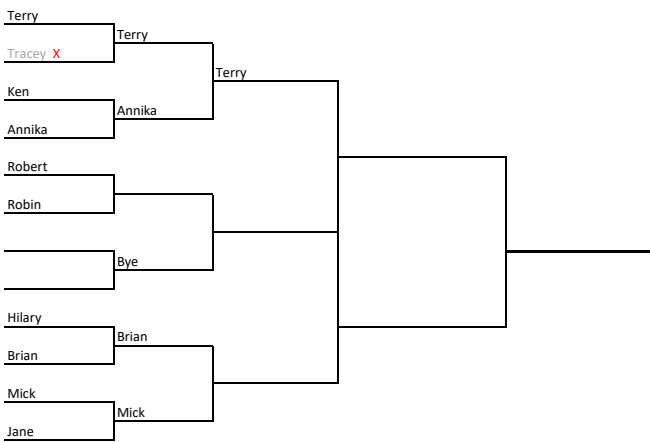 Terry
Terry
Tracey X
Terry
Ken
Annika
Annika
Robert
Robin
Bye
Hilary
Brian
Brian
Mick
Mick
Jane